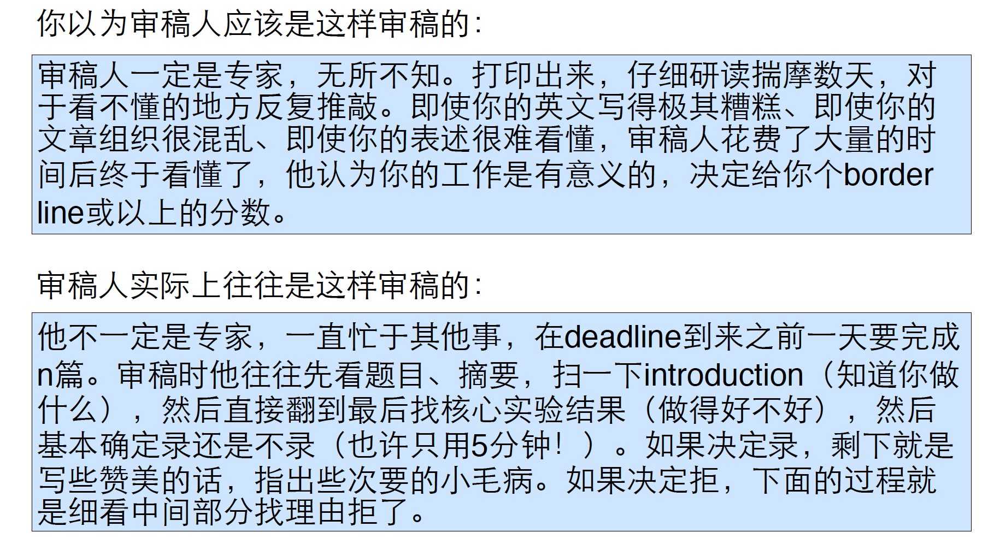 你以为审稿人应该是这样审稿的：
审稿人一定是专家，无所不知。打印出来，仔细研读揣摩数天，对
于看不懂的地方反复推敲。即使你的英文写得极其糟糕、即使你的
文章组织很混乱、即使你的表述很难看懂，审稿人花费了大量的时
间后终于看懂了，他认为你的工作是有意义的，决定给你个border
line或以上的分数。
审稿人实际上往往是这样审稿的：
他不一定是专家，一直忙于其他事，在deadline到来之前一天要完成
n篇。审稿时他往往先看题目、摘要，扫一下introduction（知道你做
什么），然后直接翻到最后找核心实验结果（做得好不好），然后
基本确定录还是不录（也许只用5分钟！）。如果决定录，剩下就是
写些赞美的话，指出些次要的小毛病。如果决定拒，下面的过程就
是细看中间部分找理由拒了。